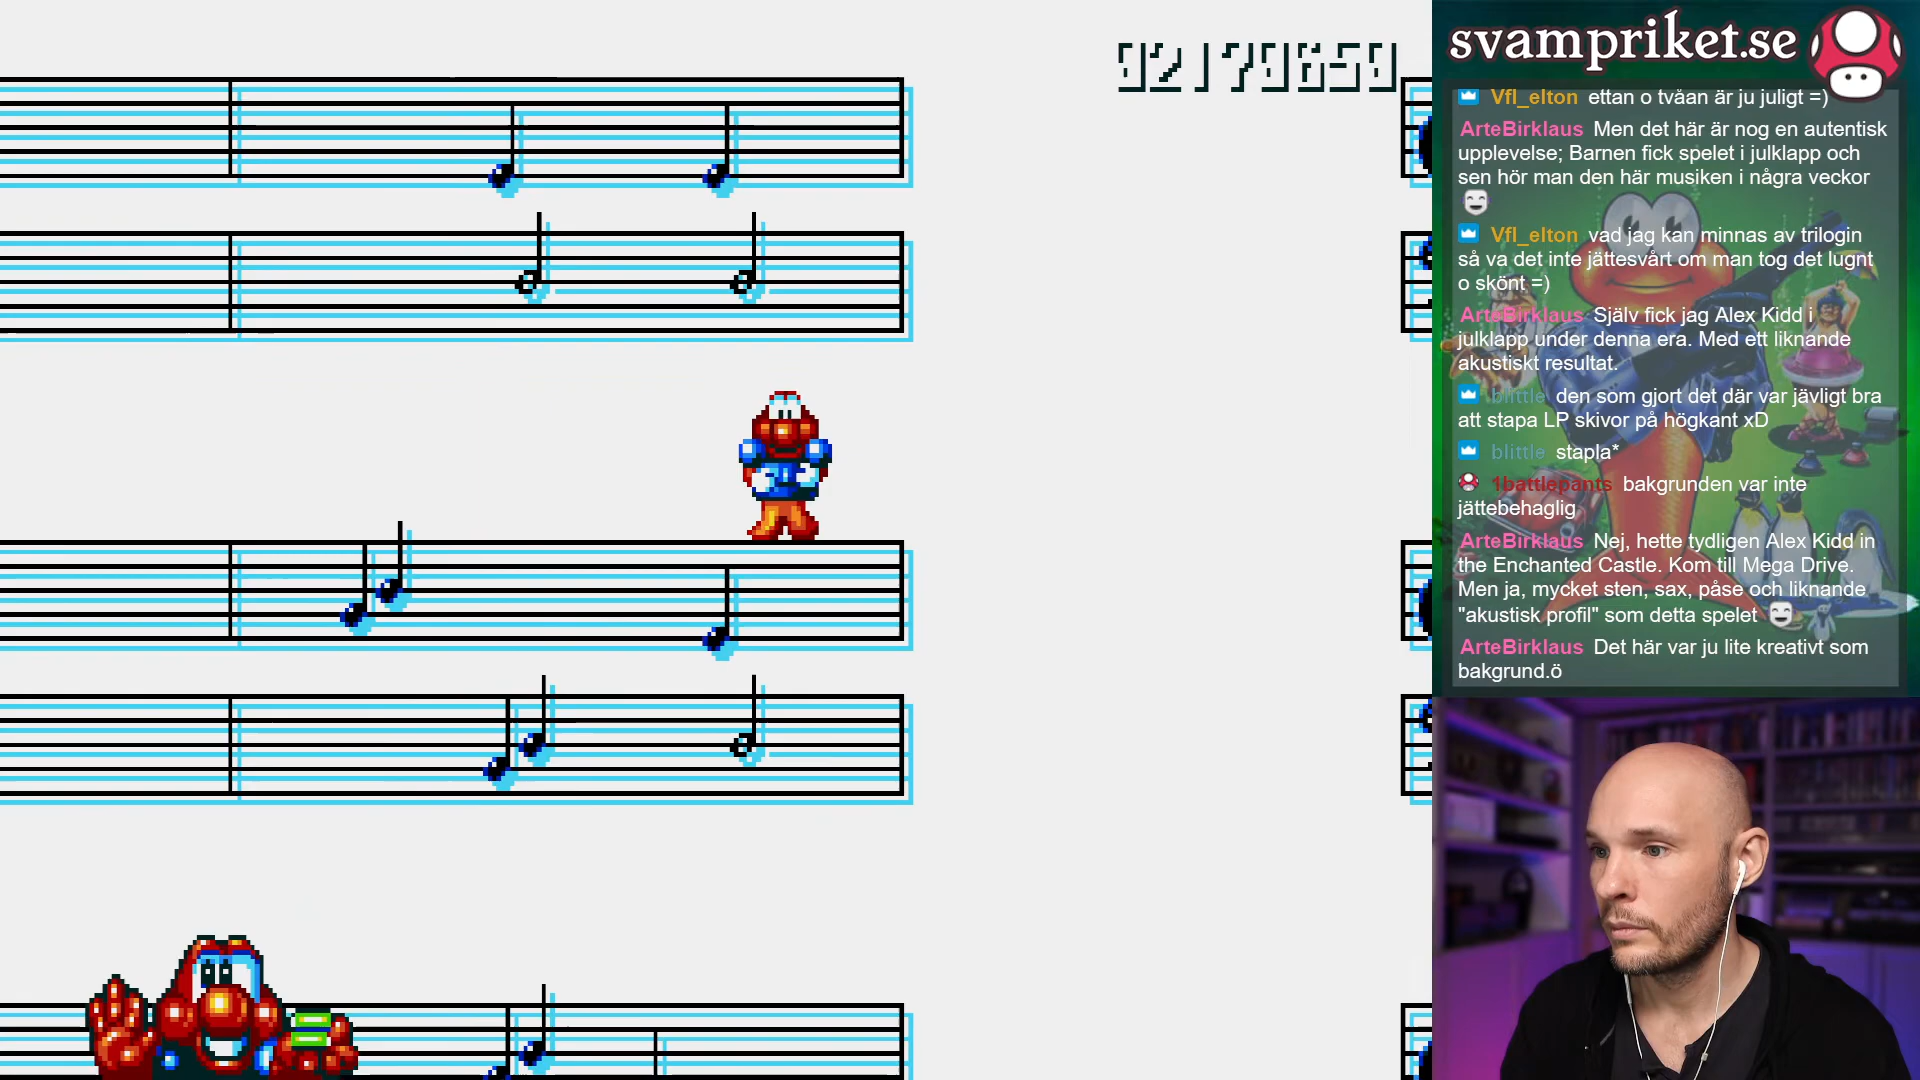 02170650
svampriket.se
Vfl_elton ettan o tvåan är ju juligt =)
ArteBirklaus Men det här är nog en autentisk
upplevelse; Barnen fick spelet i julklapp och
sen hör man den här musiken i några veckor
Vfl_elton vad jag kan minnas av trilogin
så va det inte jättesvårt om man tog det lugnt
o skönt =)
ArteBirklaus Själv fick jag Alex Kidd i
julklapp under denna era. Med ett liknande
akustiskt resultat.
blittle den som gjort det där var jävligt bra
att stapa LP skivor på högkant xD
blittle stapla*
1battlepants bakgrunden var inte
jättebehaglig
ArteBirklaus Nej, hette tydligen Alex Kidd in
the Enchanted Castle. Kom till Mega Drive.
Men ja, mycket sten, sax, påse och liknande
"akustisk profil" som detta spelet
ArteBirklaus Det här var ju lite kreativt som
bakgrund.ö